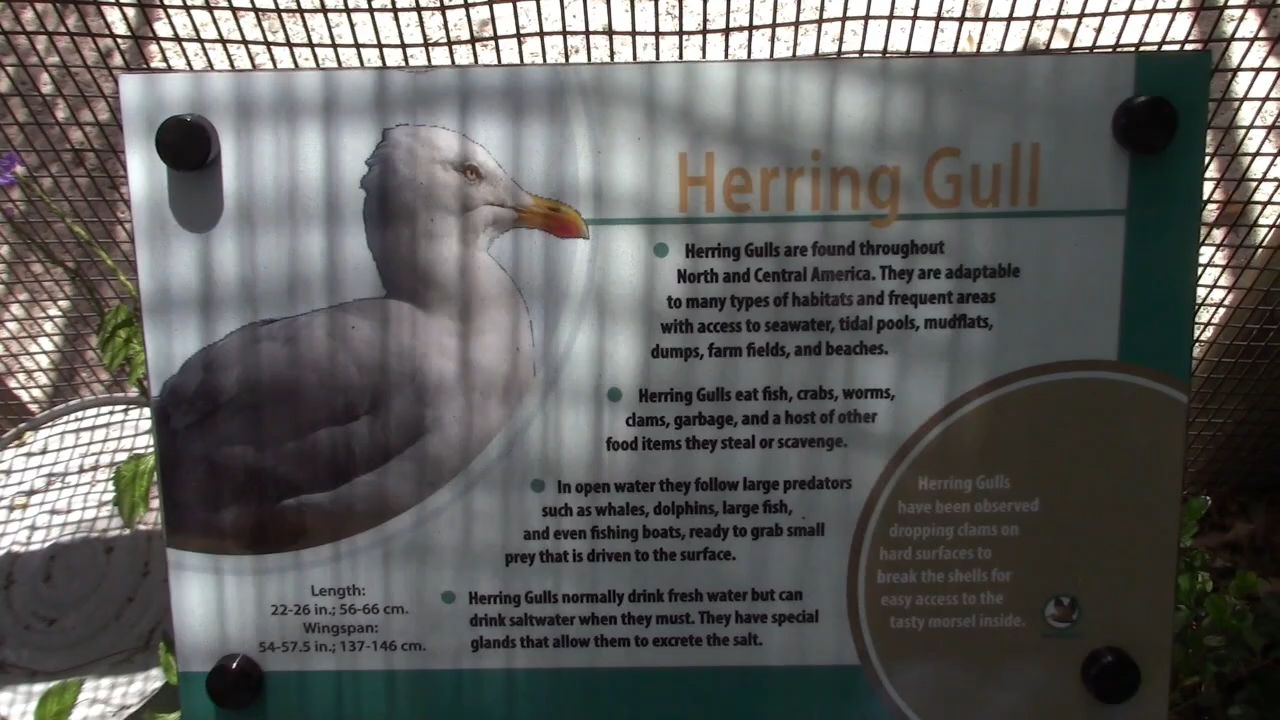 Herring Gull
Herring Gulls are found throughout
North and Central America. They are adaptable
to many types of habitats and frequent areas
with access to seawater, tidal pools, mudflats,
dumps, farm fields, and beaches.
Herring Gulls eat fish, crabs, worms,
clams, garbage, and a host of other
food items they steal or scavenge.
In open water they follow large predators
such as whales, dolphins, large fish,
and even fishing boats, ready to grab small
prey that is driven to the surface.
Herring Gulls normally drink fresh water but can
drink saltwater when they must. They have special
glands that allow them to excrete the salt.
Length:
22-26 in.; 56-66 cm.
Wingspan:
54-57.5 in.; 137-146 cm.
Herring Gulls
have been observed
dropping clams on
hard surfaces to
break the shells for
easy access to the
tasty morsel inside.